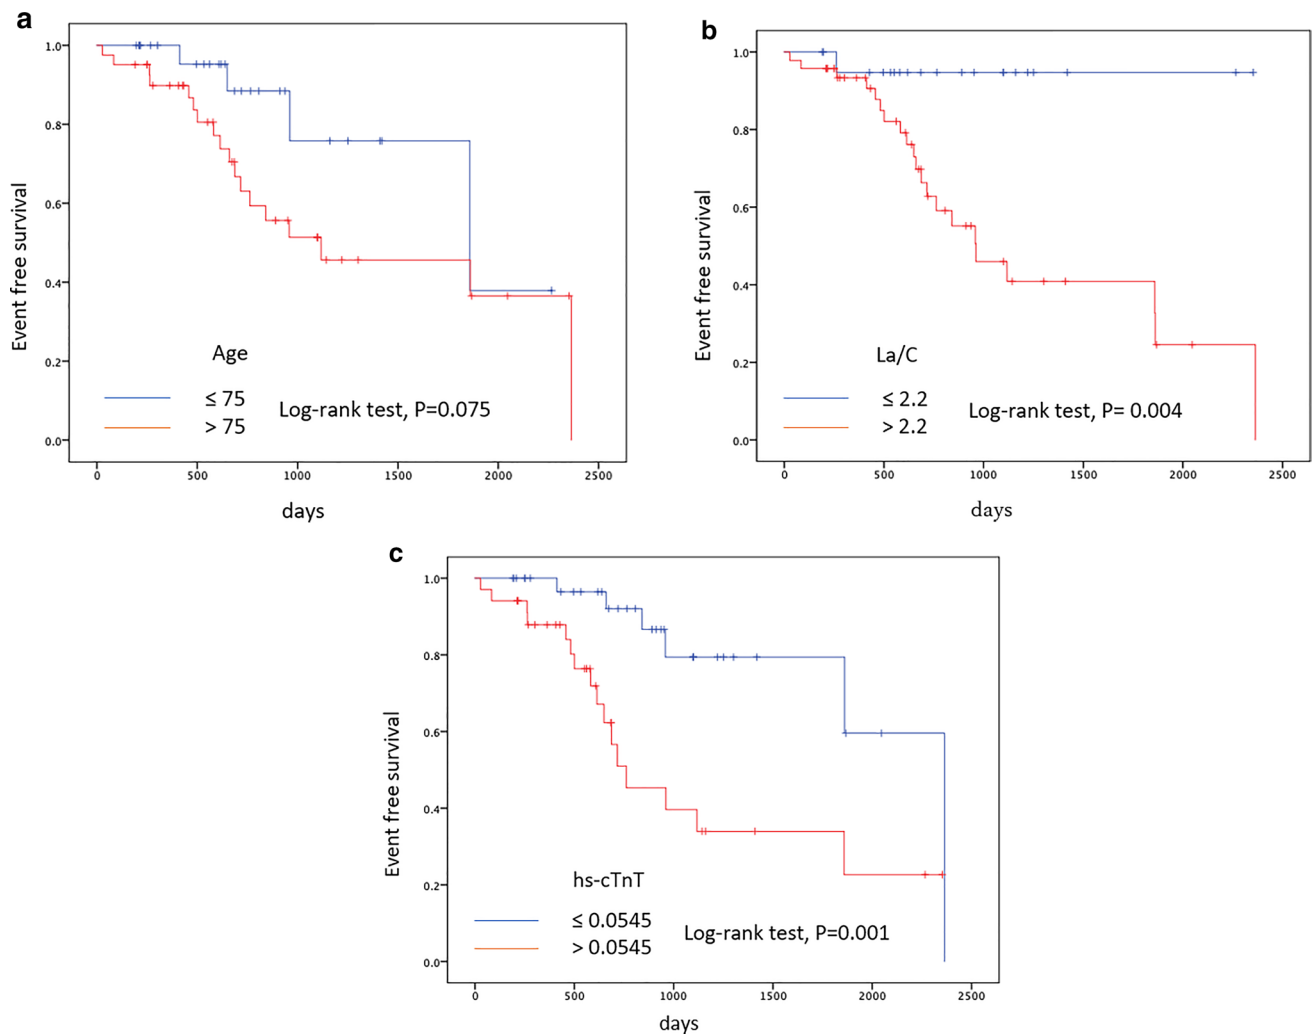 a
1.0
0.8
0.6
0.4
0.2
0.0
Event free survival
Age
≤ 75
> 75
Log-rank test, P=0.075
0 500 1000 1500 2000 2500
days
b
1.0
0.8
0.6
0.4
0.2
0.0
Event free survival
La/C
≤ 2.2
> 2.2
Log-rank test, P= 0.004
0 500 1000 1500 2000 2500
days
c
1.0
0.8
0.6
0.4
0.2
0.0
Event free survival
hs-cTnT
≤ 0.0545
> 0.0545
Log-rank test, P=0.001
0 500 1000 1500 2000 2500
days